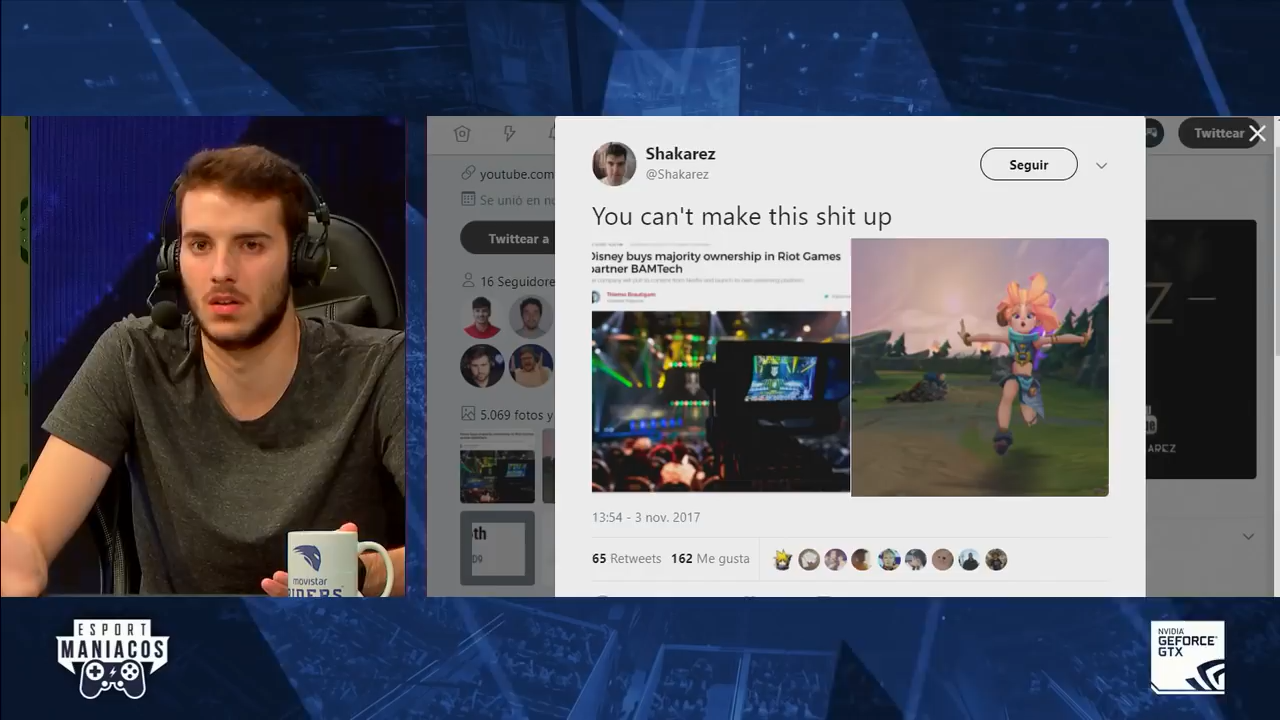 youtube.com
Se unió en no
Twittear a
16 Seguidore
5.069 fotos y
Shakarez
@Shakarez
Seguir
Twittear
You can't make this shit up
Disney buys majority ownership in Riot Games
partner BAMTech
13:54 - 3 nov. 2017
65 Retweets 162 Me gusta
movistar
RIDERS
ESPORT
MANIACOS
NVIDIA
GEFORCE
GTX